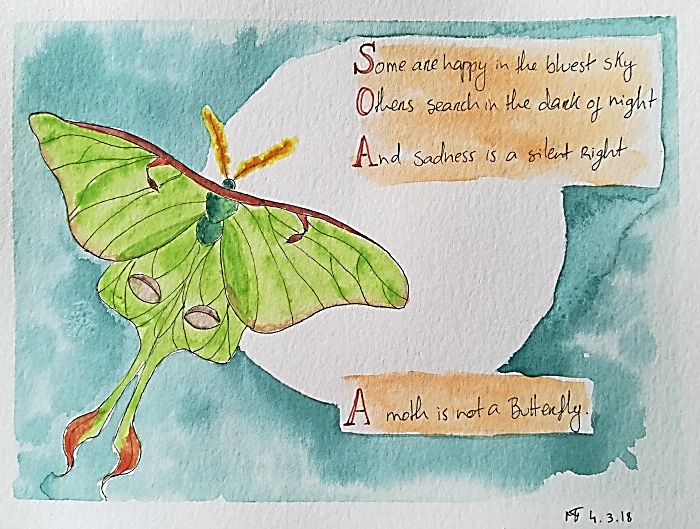 Some are happy in the bluest sky
Others search in the dark of night
And sadness is a silent right
A moth is not a Butterfly.
4.3.18